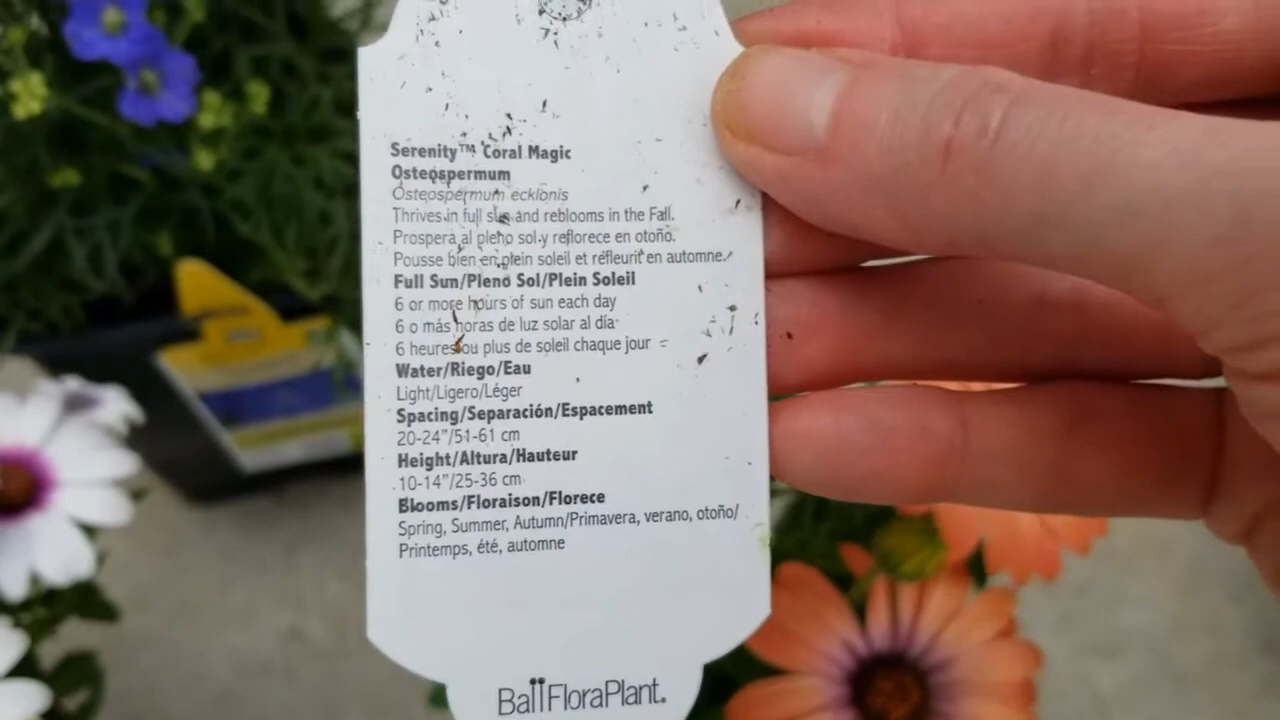 Serenity™ Coral Magic
Osteospermum
Osteospermum ecklonis
Thrives in full sun and reblooms in the Fall.
Prospera al pleno sol y reflorece en otoño.
Pousse bien en plein soleil et refleurit en automne.
Full Sun/Pleno Sol/Plein Soleil
6 or more hours of sun each day
6 o más horas de luz solar al día
6 heures ou plus de soleil chaque jour
Water/Riego/Eau
Light/Ligero/Léger
Spacing/Separación/Espacement
20-24"/51-61 cm
Height/Altura/Hauteur
10-14"/25-36 cm
Blooms/Floraison/Florece
Spring, Summer, Autumn/Primavera, verano, otoño/
Printemps, été, automne
Ball FloraPlant.